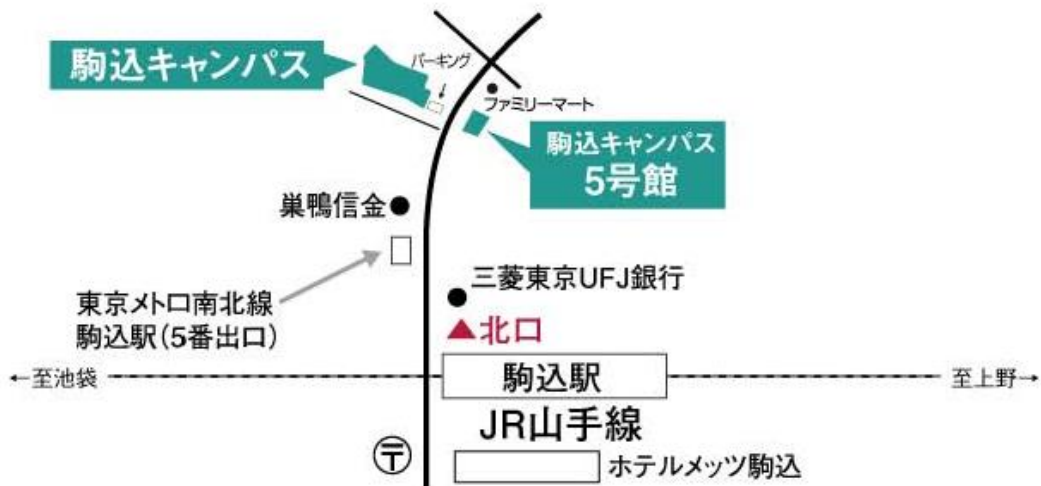 駒込キャンパス
パーキング
ファミリーマート
駒込キャンパス
5号館
巣鴨信金
三菱東京UFJ銀行
東京メトロ南北線
駒込駅(5番出口)
北口
←至池袋
駒込駅
至上野→
JR山手線
〒
ホテルメッツ駒込